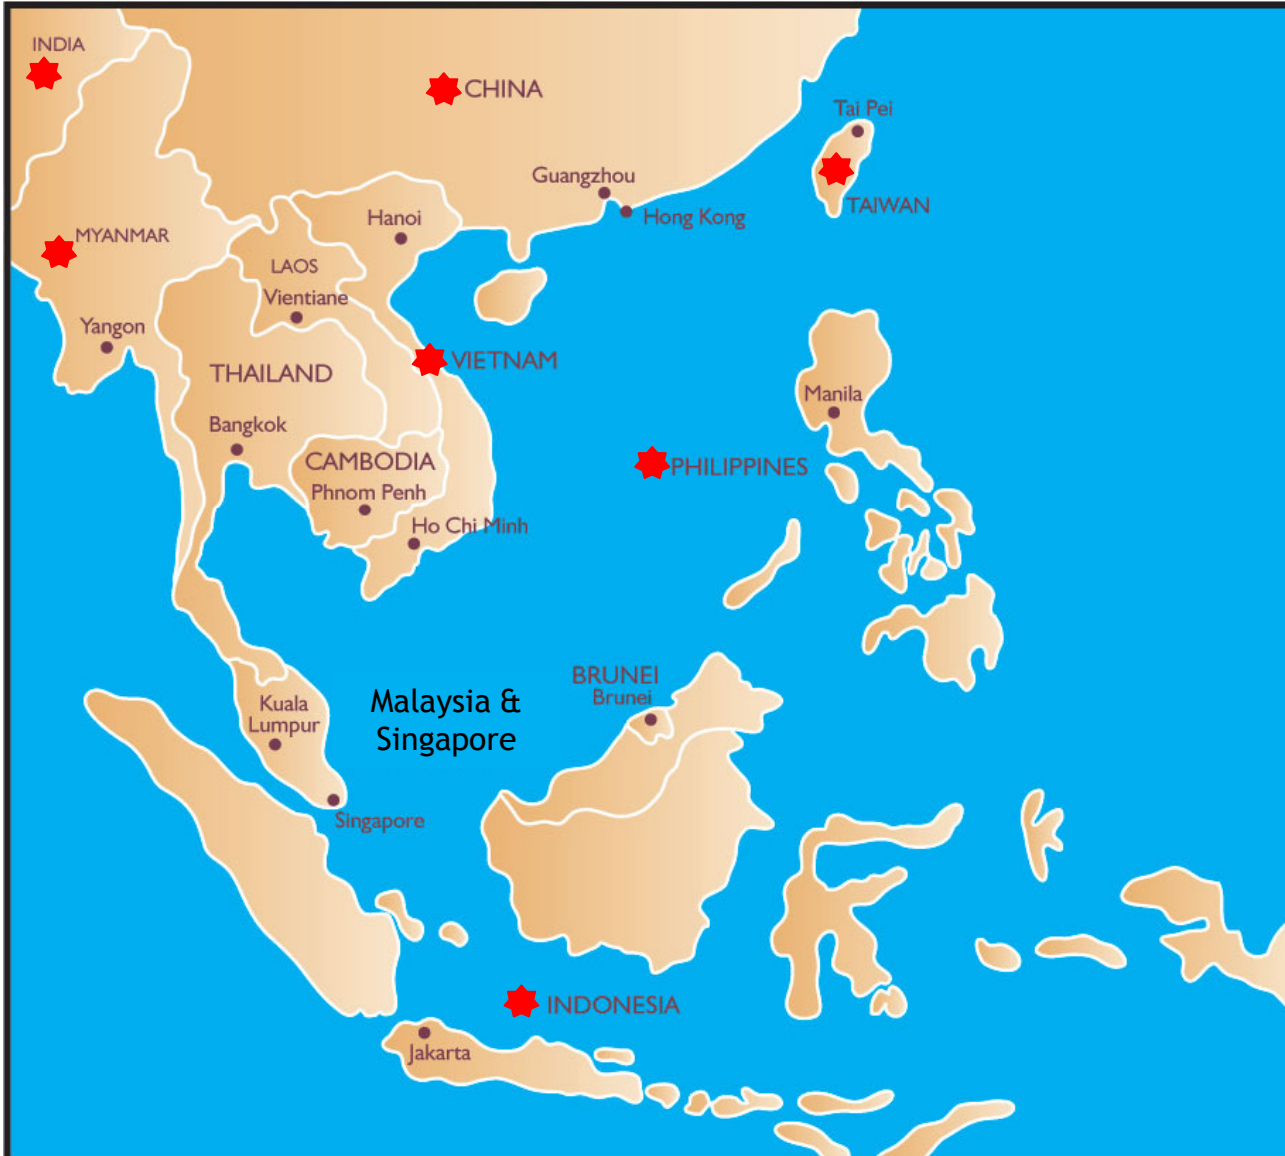 INDIA
CHINA
Tai Pei
Guangzhou
TAIWAN
Hong Kong
Hanoi
MYANMAR
LAOS
Vientiane
Yangon
VIETNAM
THAILAND
Manila
Bangkok
CAMBODIA
PHILIPPINES
Phnom Penh
Ho Chi Minh
BRUNEI
Brunei
Kuala
Lumpur
Malaysia &
Singapore
Singapore
INDONESIA
Jakarta